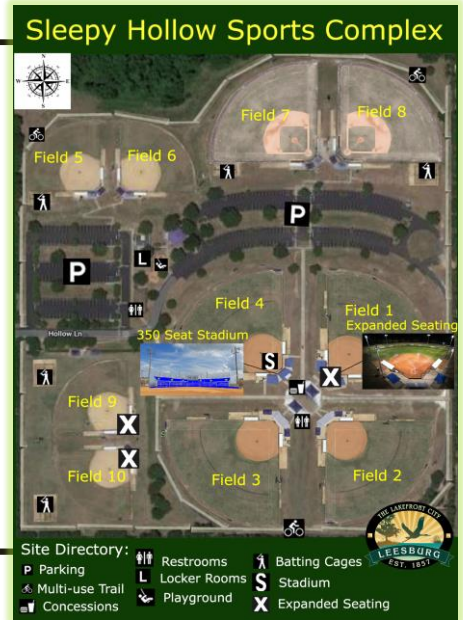 Sleepy Hollow Sports Complex
N
W E
S
Field 7
Field 8
Field 5
Field 6
P
P
L
Hollow Ln
Field 4
Field 1
Expanded Seating
350 Seat Stadium
S
X
Field 9
X
X
Field 10
Field 3
Field 2
THE LAKEFRONT CITY
LEESBURG
EST. 1857
Site Directory:
P Parking
Multi-use Trail
Concessions
Restrooms
L Locker Rooms
Playground
Batting Cages
S Stadium
X Expanded Seating